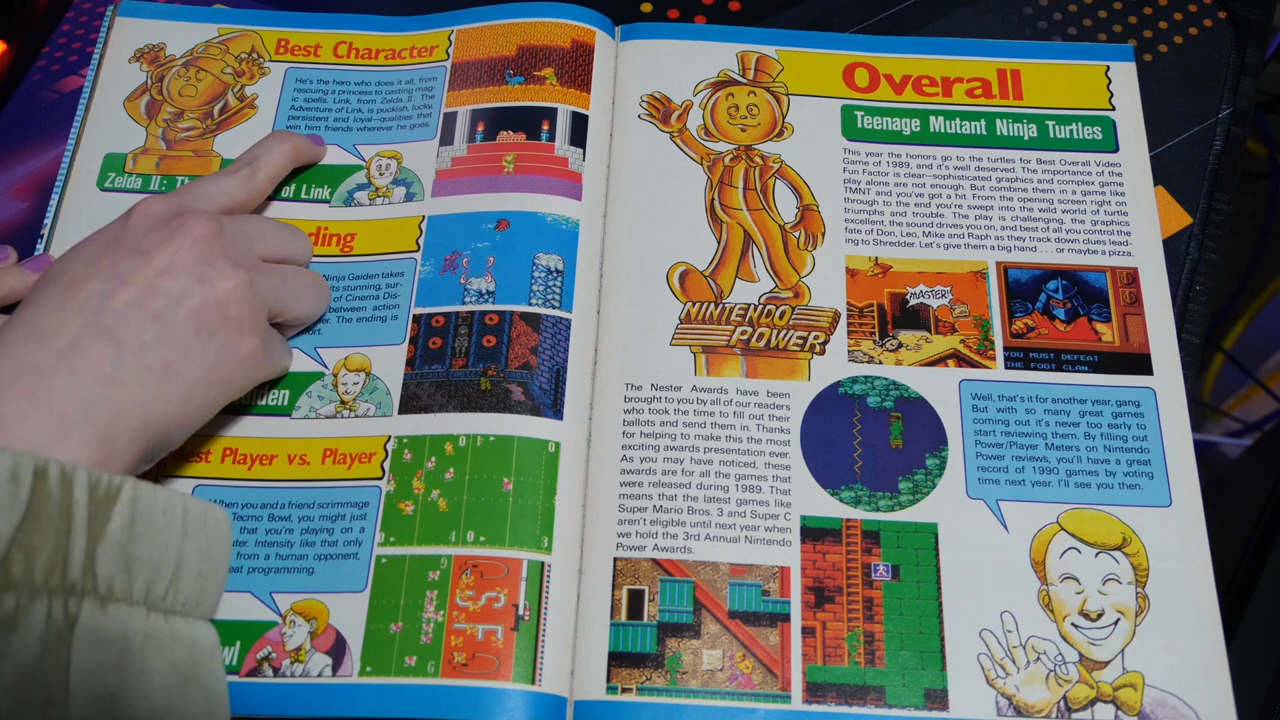 Best Character
He's the hero who does it all, from
rescuing a princess to casting mag-
ic spells. Link, from Zelda II: The
Adventure of Link, is puckish, lucky,
persistent and loyal—qualities that
win him friends wherever he goes.
Zelda II: Th of Link
ding
Ninja Gaiden takes
its stunning, sur-
of Cinema Dis-
between action
er. The ending is
fort.
iden
est Player vs. Player
When you and a friend scrimmage
Tecmo Bowl, you might just
that you're playing on a
uter. Intensity like that only
from a human opponent,
eat programming.
wl
Overall
Teenage Mutant Ninja Turtles
This year the honors go to the turtles for Best Overall Video
Game of 1989, and it's well deserved. The importance of the
Fun Factor is clear—sophisticated graphics and complex game
play alone are not enough. But combine them in a game like
TMNT and you've got a hit. From the opening screen right on
through to the end you're swept into the wild world of turtle
triumphs and trouble. The play is challenging, the graphics
excellent, the sound drives you on, and best of all you control the
fate of Don, Leo, Mike and Raph as they track down clues lead-
ing to Shredder. Let's give them a big hand . . . or maybe a pizza.
NINTENDO
POWER
MASTER!!
YOU MUST DEFEAT
THE FOOT CLAN.
The Nester Awards have been
brought to you by all of our readers
who took the time to fill out their
ballots and send them in. Thanks
for helping to make this the most
exciting awards presentation ever.
As you may have noticed, these
awards are for all the games that
were released during 1989. That
means that the latest games like
Super Mario Bros. 3 and Super C
aren't eligible until next year when
we hold the 3rd Annual Nintendo
Power Awards.
Well, that's it for another year, gang.
But with so many great games
coming out it's never too early to
start reviewing them. By filling out
Power/Player Meters on Nintendo
Power reviews, you'll have a great
record of 1990 games by voting
time next year. I'll see you then.